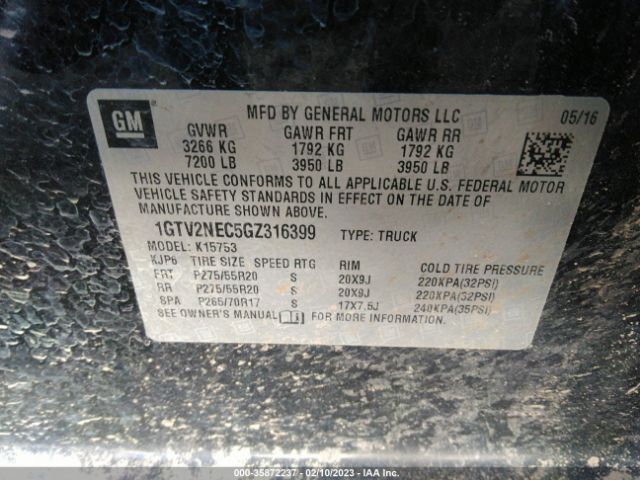 GM
MFD BY GENERAL MOTORS LLC 05/16
GVWR GAWR FRT GAWR RR
3266 KG 1792 KG 1792 KG
7200 LB 3950 LB 3950 LB
THIS VEHICLE CONFORMS TO ALL APPLICABLE U.S. FEDERAL MOTOR
VEHICLE SAFETY STANDARDS IN EFFECT ON THE DATE OF
MANUFACTURE SHOWN ABOVE.
1GTV2NEC5GZ316399 TYPE: TRUCK
MODEL: K15753
KJP6 TIRE SIZE SPEED RTG RIM COLD TIRE PRESSURE
FRT P275/55R20 S 20X9J 220KPA(32PSI)
RR P275/55R20 S 20X9J 220KPA(32PSI)
SPA P265/70R17 S 17X7.5J 240KPA(35PSI)
SEE OWNER'S MANUAL FOR MORE INFORMATION.
000-35872237 - 02/10/2023 - IAA Inc.